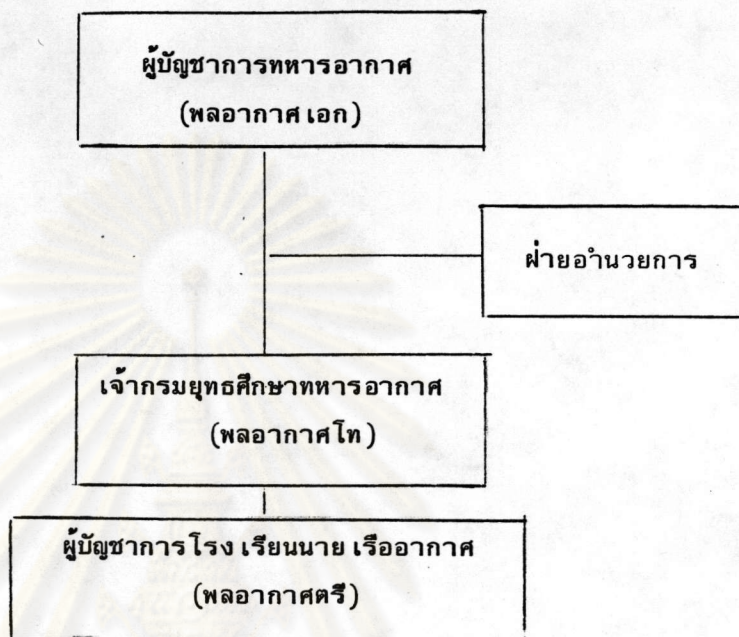 ผู้บัญชาการทหารอากาศ
(พลอากาศเอก)
ฝ่ายอำนวยการ
เจ้ากรมยุทธศึกษาทหารอากาศ
(พลอากาศโท)
ผู้บัญชาการโรงเรียนนายเรืออากาศ
(พลอากาศตรี)